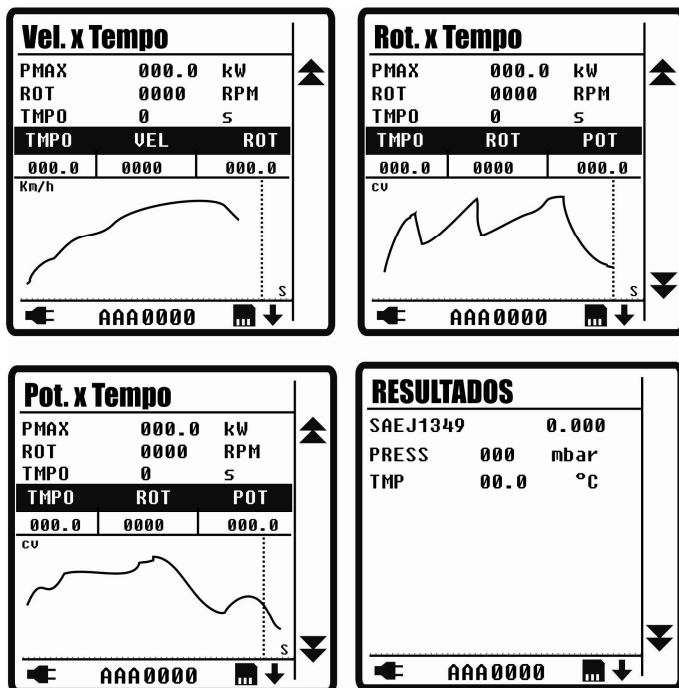 Vel. x Tempo
PMAX 000.0 kW
ROT 0000 RPM
TMPO 0 s
TMPO VEL ROT
000.0 0000 000.0
Km/h
S
AAA0000
Rot. x Tempo
PMAX 000.0 kW
ROT 0000 RPM
TMPO 0 s
TMPO ROT POT
000.0 0000 000.0
cv
S
AAA0000
Pot. x Tempo
PMAX 000.0 kW
ROT 0000 RPM
TMPO 0 s
TMPO ROT POT
000.0 0000 000.0
cv
S
AAA0000
RESULTADOS
SAEJ1349 0.000
PRESS 000 mbar
TMP 00.0 °C
AAA0000